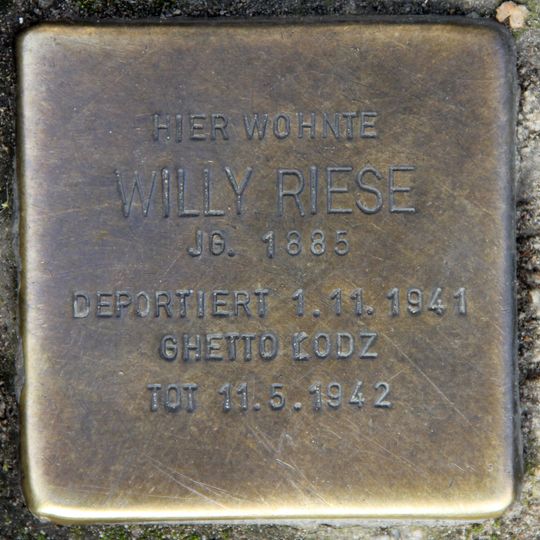 HIER WOHNTE
WILLY RIESE
JG. 1885
DEPORTIERT 1.11.1941
GHETTO ŁODZ
TOT 11.5.1942